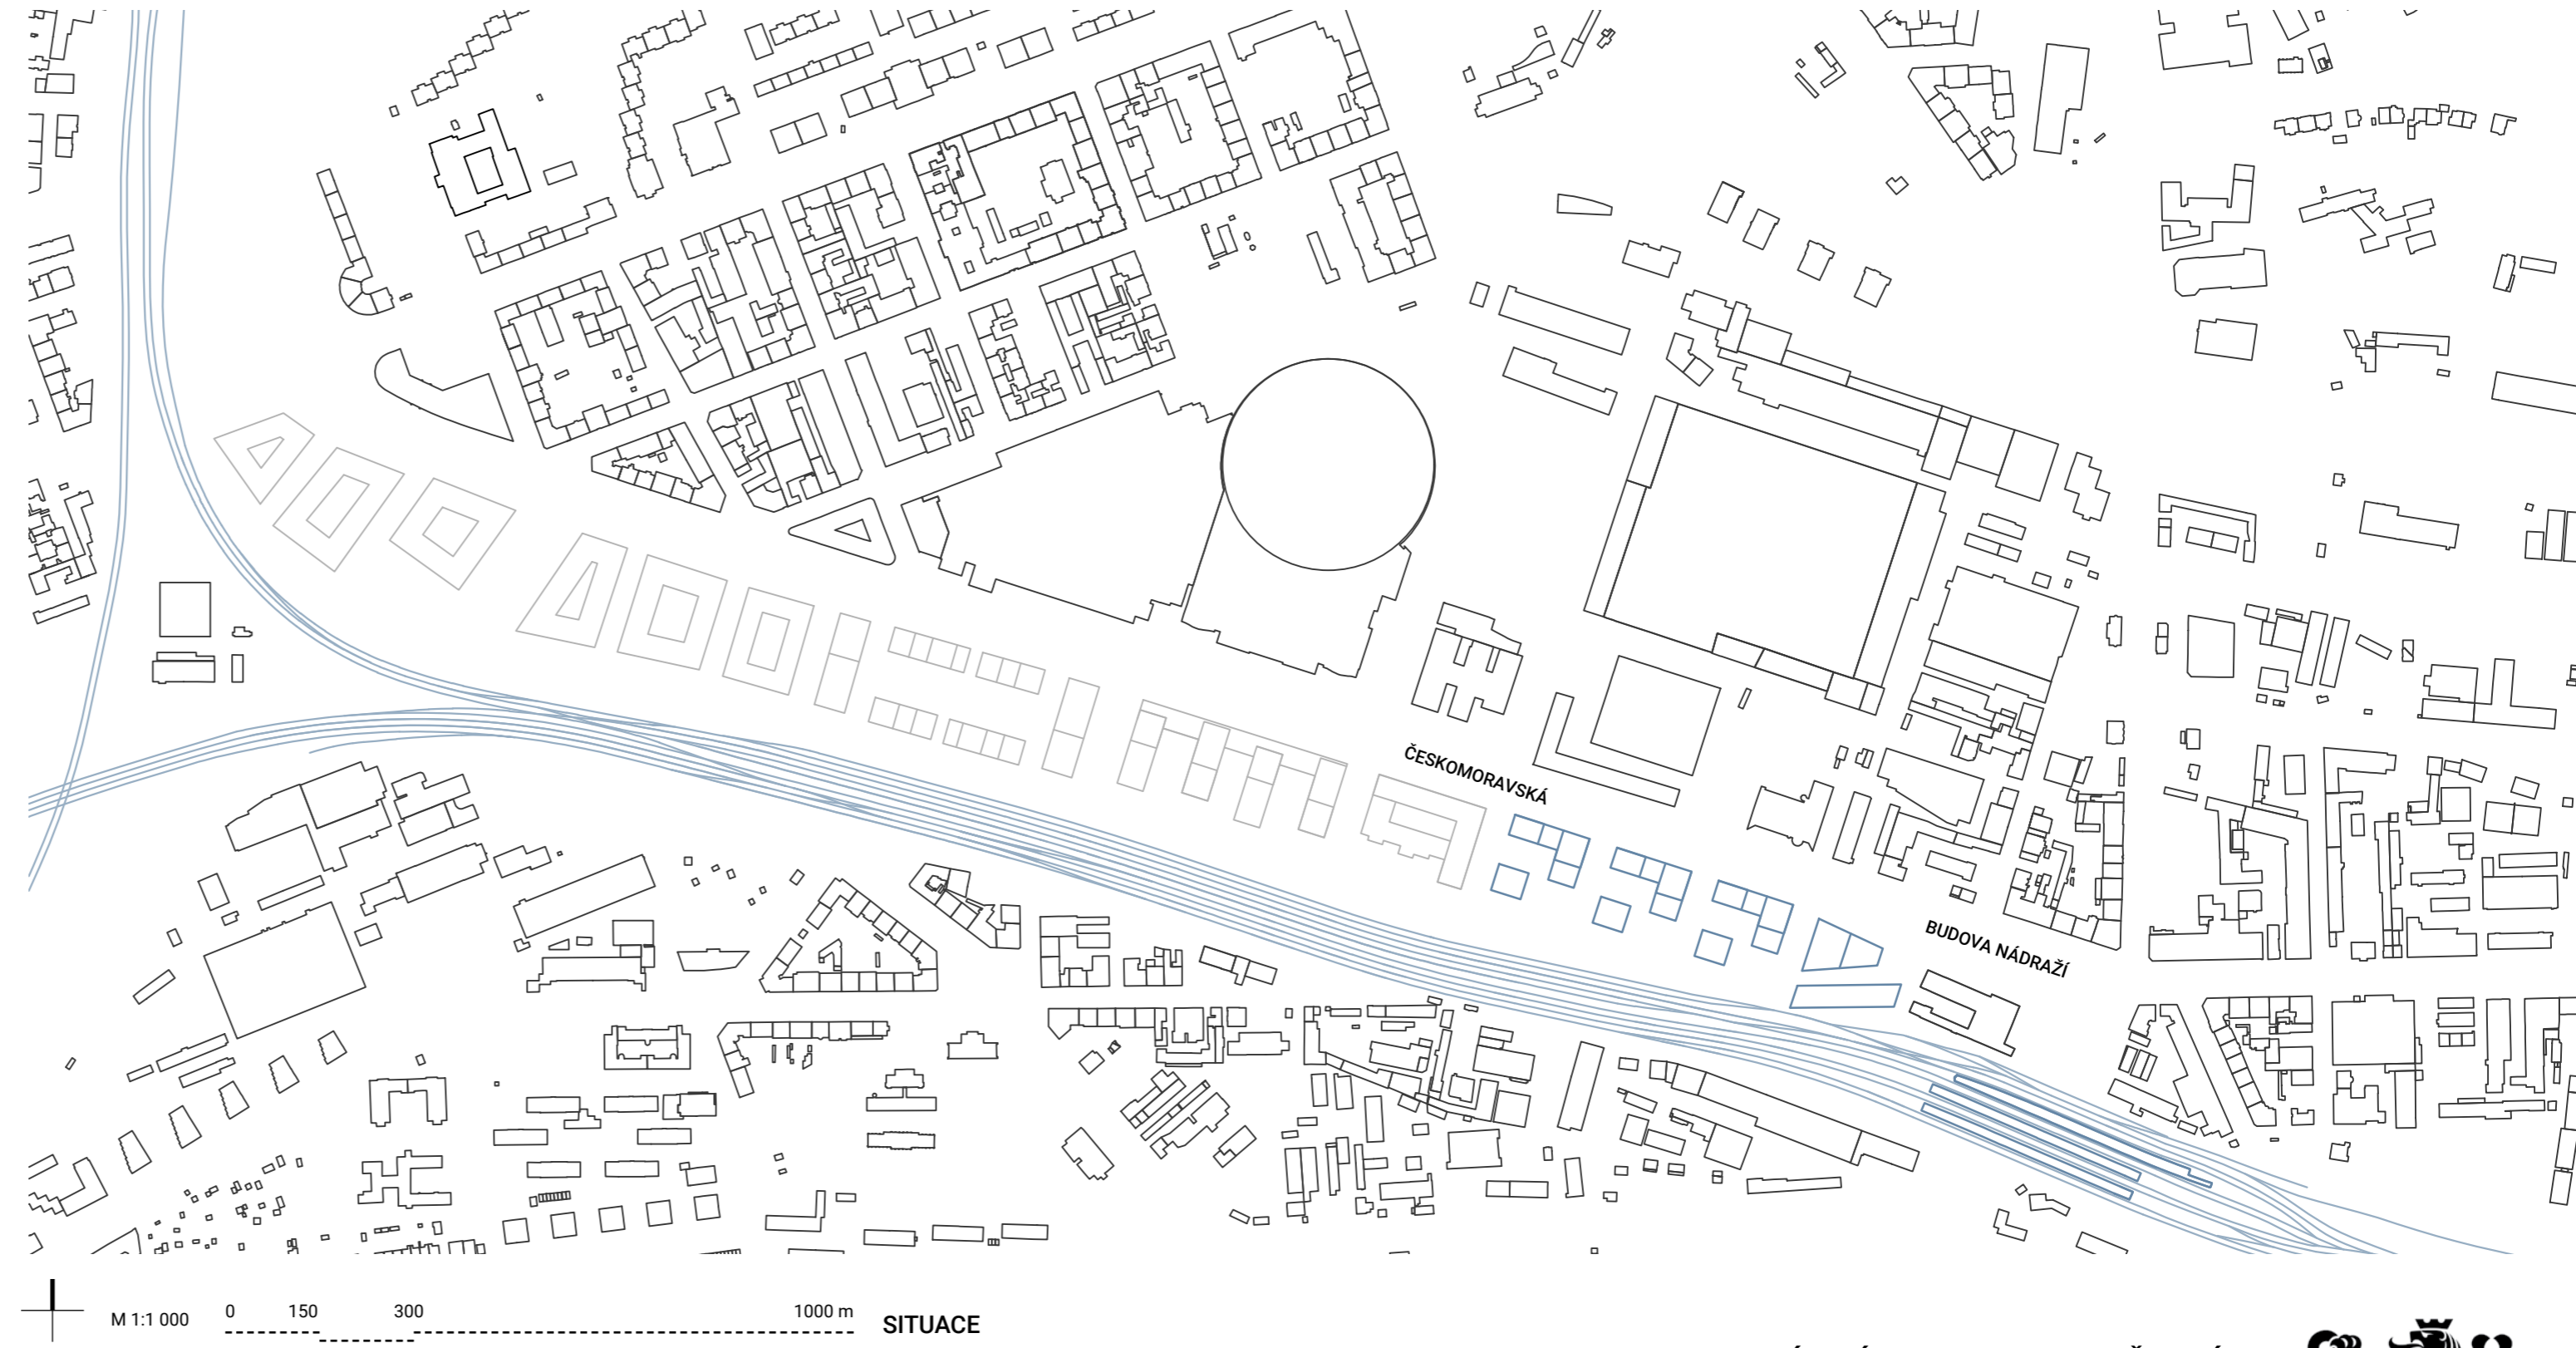 ČESKOMORAVSKÁ
BUDOVA NÁDRAŽÍ
M 1:1 000
0 150 300 1000 m
SITUACE